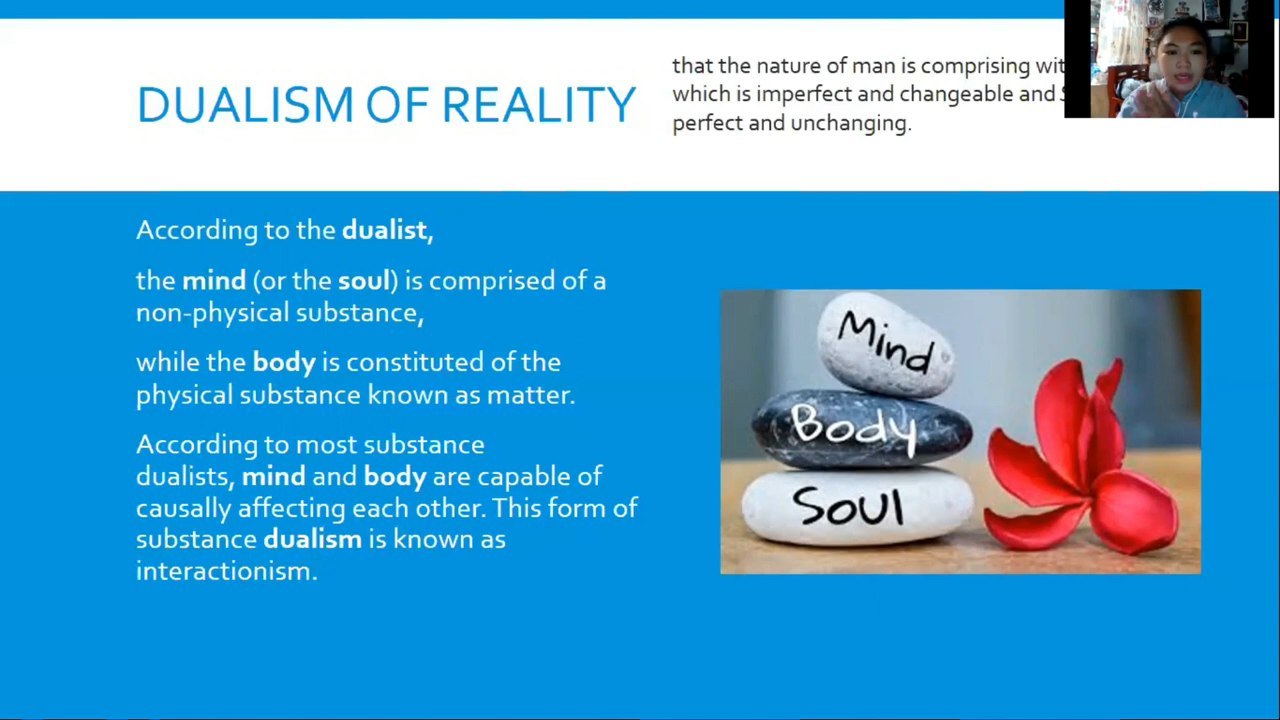 DUALISM OF REALITY
that the nature of man is comprising
which is imperfect and changeable and
perfect and unchanging.
According to the dualist,
the mind (or the soul) is comprised of a
non-physical substance,
while the body is constituted of the
physical substance known as matter.
According to most substance
dualists, mind and body are capable of
causally affecting each other. This form of
substance dualism is known as
interactionism.
Mind
Body
Soul